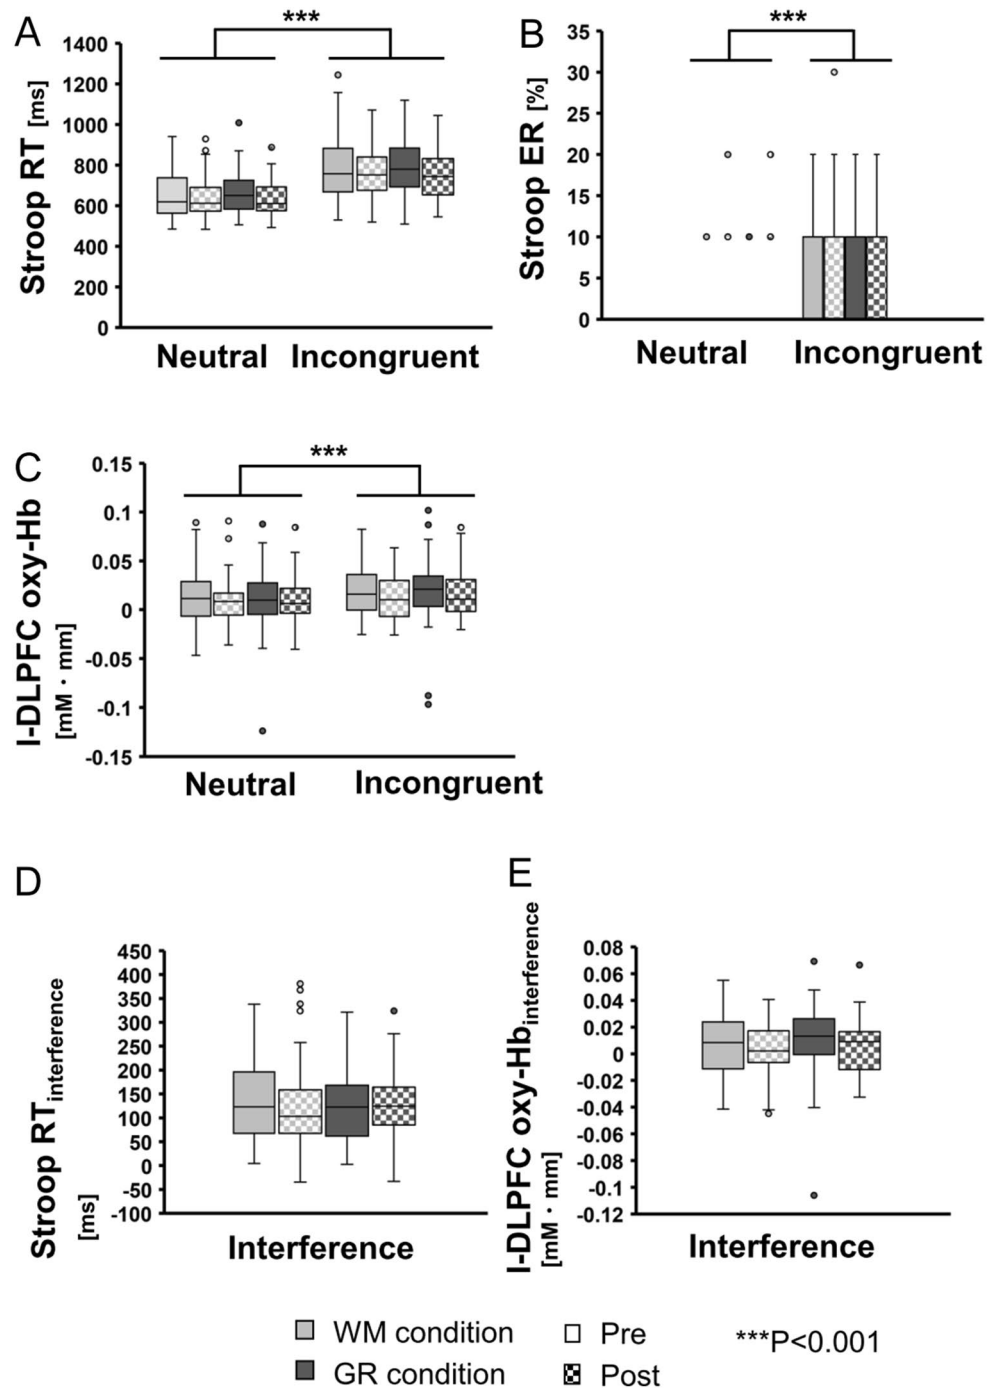 A
***
Stroop RT [ms]
1400
1200
1000
800
600
400
200
0
Neutral Incongruent
B
***
Stroop ER [%]
35
30
25
20
15
10
5
0
Neutral Incongruent
C
***
l-DLPFC oxy-Hb
[mM・mm]
0.15
0.1
0.05
0
-0.05
-0.1
-0.15
Neutral Incongruent
D
Stroop RTinterference
[ms]
450
400
350
300
250
200
150
100
50
0
-50
-100
Interference
E
l-DLPFC oxy-Hbinterference
[mM・mm]
0.08
0.06
0.04
0.02
0
-0.02
-0.04
-0.06
-0.08
-0.1
-0.12
Interference
WM condition
GR condition
Pre
Post
***P<0.001